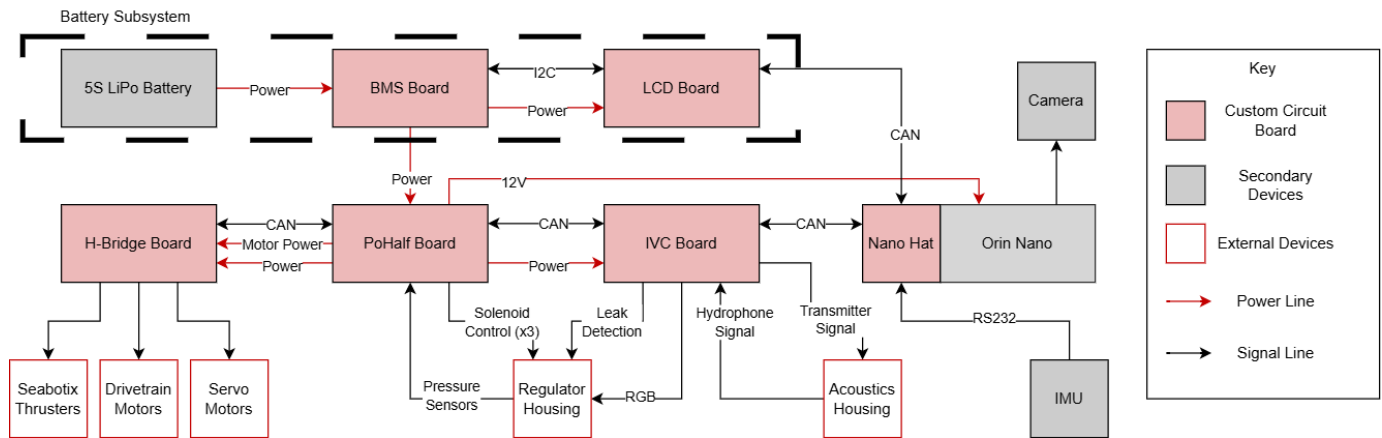 Battery Subsystem
5S LiPo Battery
Power
BMS Board
I2C
Power
LCD Board
CAN
Camera
Power
12V
H-Bridge Board
CAN
Motor Power
Power
PoHalf Board
CAN
Power
IVC Board
CAN
Nano Hat
Orin Nano
Solenoid
Control (x3)
Leak
Detection
Hydrophone
Signal
Transmitter
Signal
RS232
Seabotix
Thrusters
Drivetrain
Motors
Servo
Motors
Pressure
Sensors
Regulator
Housing
RGB
Acoustics
Housing
IMU
Key
Custom Circuit
Board
Secondary
Devices
External Devices
Power Line
Signal Line